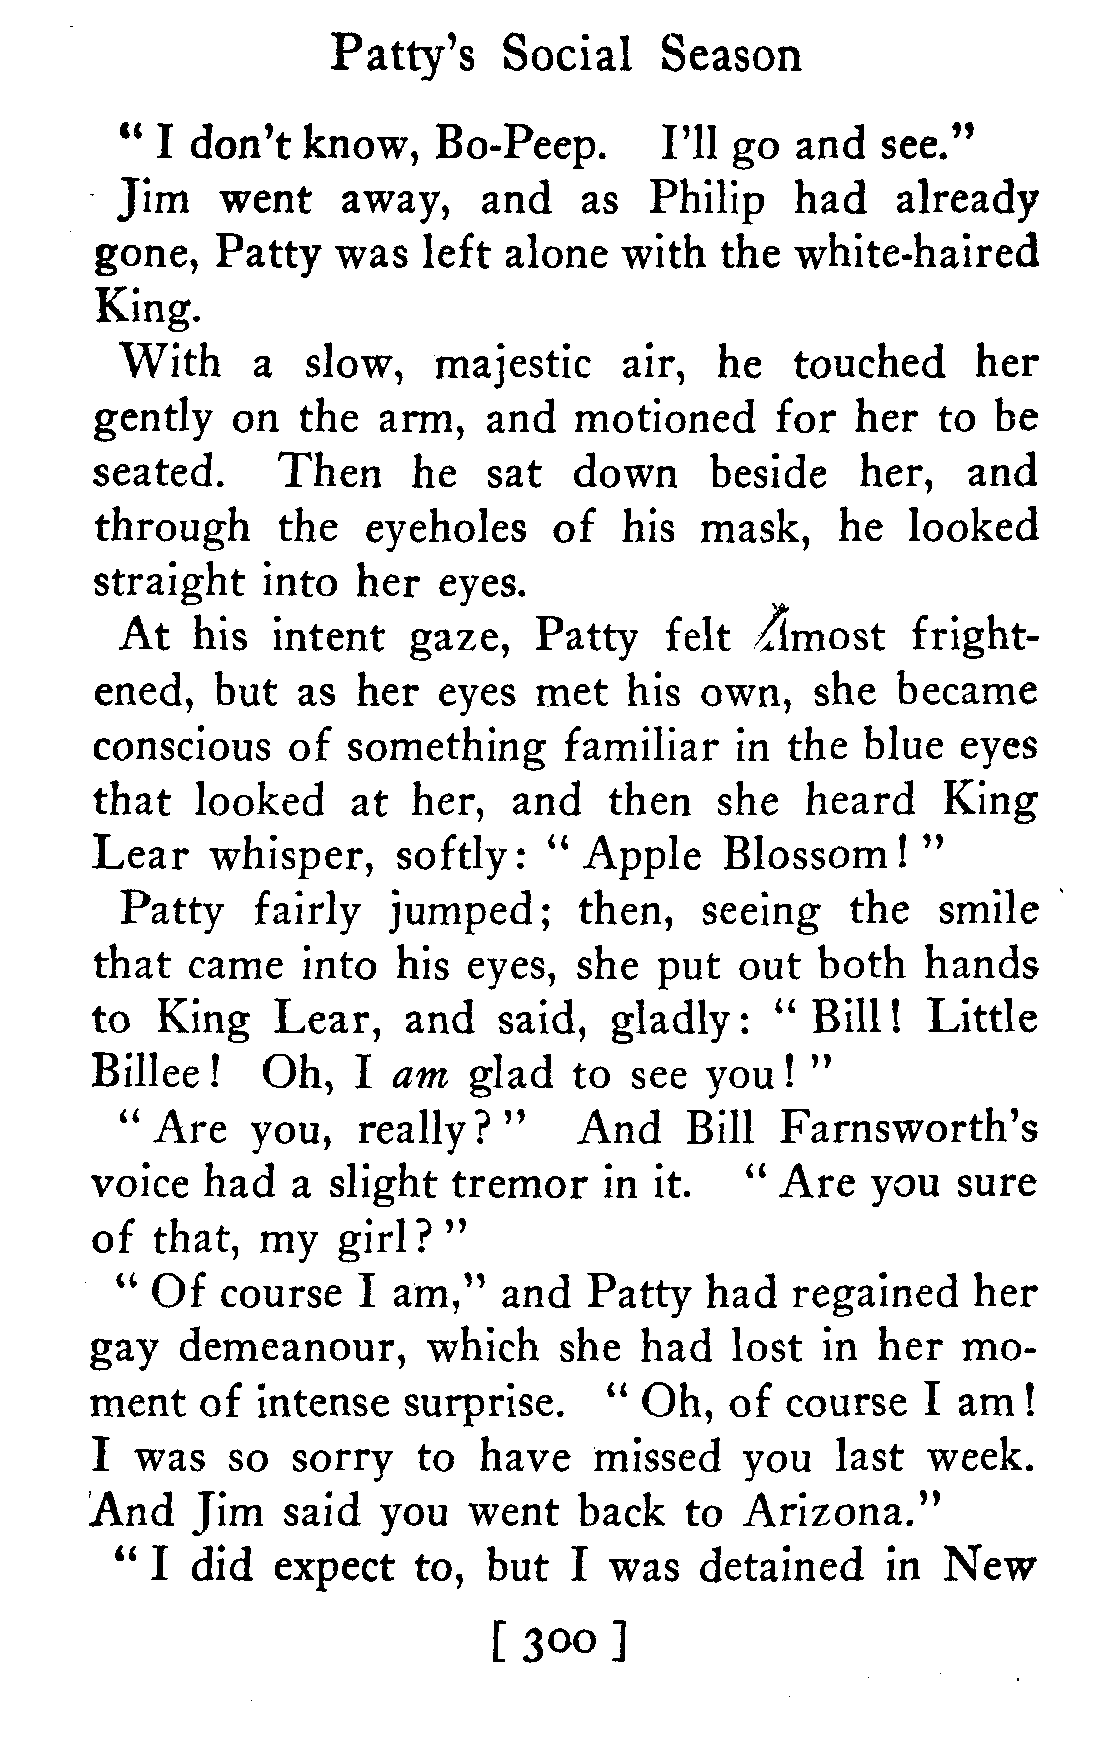 Patty's Social Season
" I don't know, Bo-Peep. I'll go and see."
Jim went away, and as Philip had already
gone, Patty was left alone with the white-haired
King.
With a slow, majestic air, he touched her
gently on the arm, and motioned for her to be
seated. Then he sat down beside her, and
through the eyeholes of his mask, he looked
straight into her eyes.
At his intent gaze, Patty felt almost fright-
ened, but as her eyes met his own, she became
conscious of something familiar in the blue eyes
that looked at her, and then she heard King
Lear whisper, softly: " Apple Blossom! "
Patty fairly jumped; then, seeing the smile
that came into his eyes, she put out both hands
to King Lear, and said, gladly: " Bill! Little
Billee! Oh, I am glad to see you! "
" Are you, really? " And Bill Farnsworth's
voice had a slight tremor in it. " Are you sure
of that, my girl? "
" Of course I am," and Patty had regained her
gay demeanour, which she had lost in her mo-
ment of intense surprise. " Oh, of course I am!
I was so sorry to have missed you last week.
And Jim said you went back to Arizona."
" I did expect to, but I was detained in New
[ 300 ]